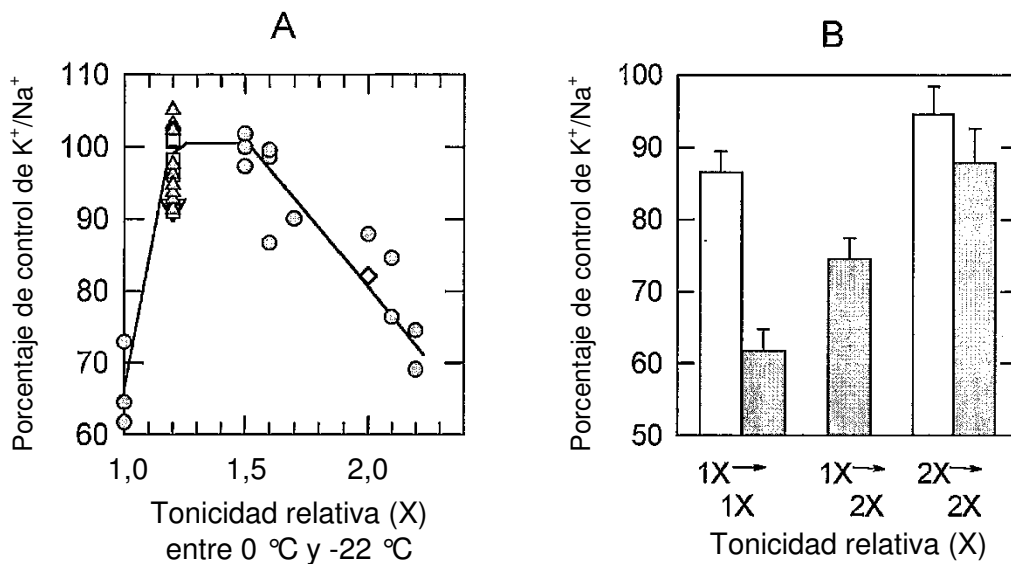 A
Porcentaje de control de K⁺/Na⁺
110
100
90
80
70
60
1,0
1,5
2,0
Tonicidad relativa (X)
entre 0 °C y -22 °C
B
Porcentaje de control de K⁺/Na⁺
100
90
80
70
60
50
1X→
1X
1X→
2X
2X→
2X
Tonicidad relativa (X)